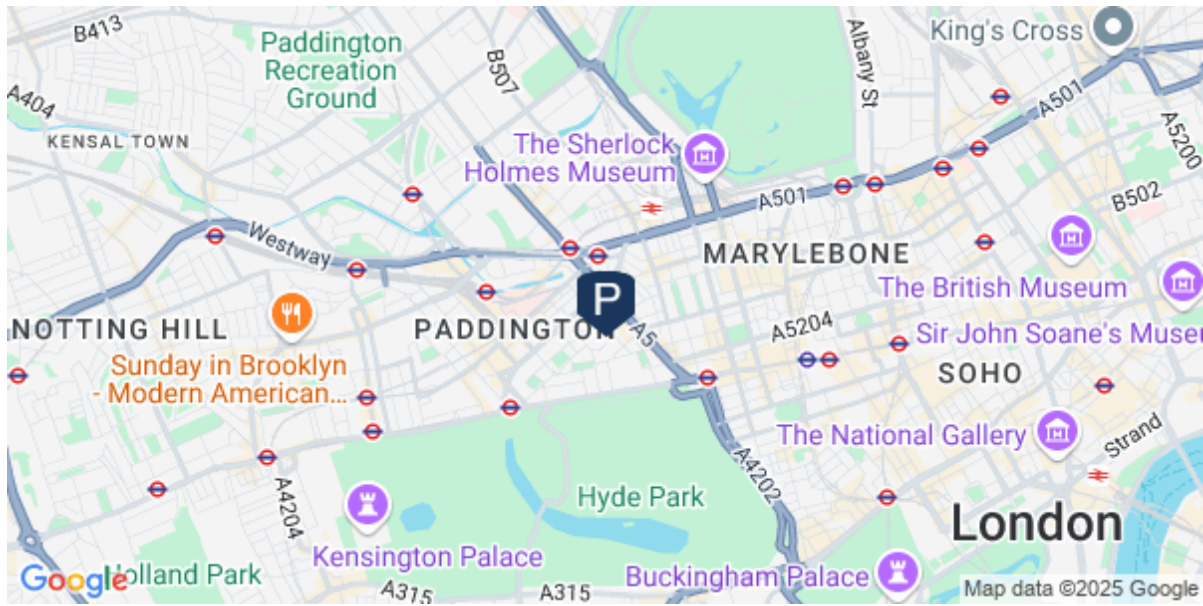 B413
Paddington
Recreation
Ground
B507
Albany St
King's Cross
A404
A501
KENSAL TOWN
The Sherlock
Holmes Museum
A5200
A501
B502
Westway
MARYLEBONE
The British Museum
P
NOTTING HILL
PADDINGTON
A5
A5204
Sir John Soane's Museu
Sunday in Brooklyn
- Modern American...
SOHO
The National Gallery
Strand
A4202
A4204
Hyde Park
London
Kensington Palace
Google
Holland Park
A315
A315
Buckingham Palace
Map data ©2025 Google